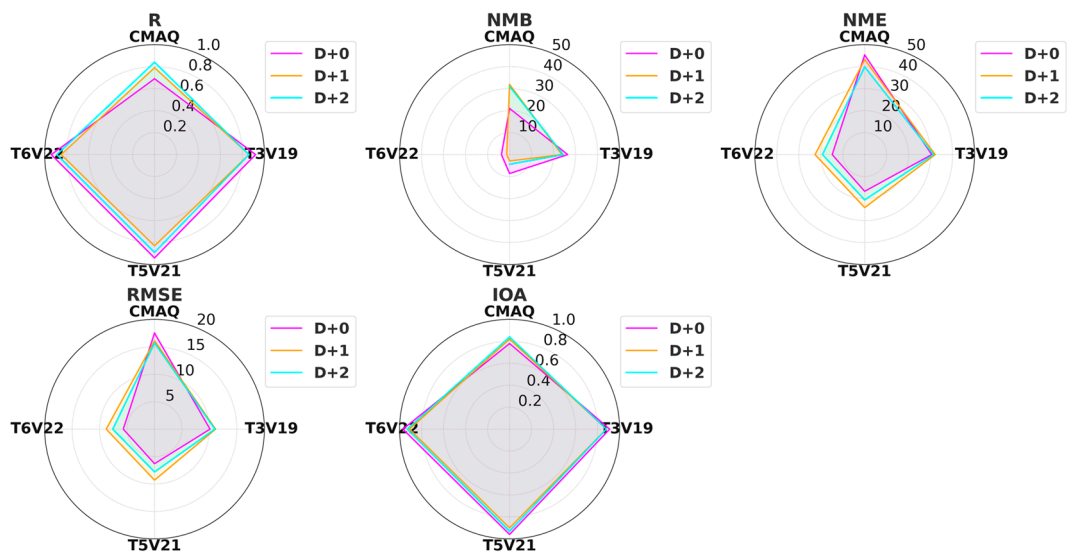 R
CMAQ
1.0
0.8
0.6
0.4
0.2
T6V22
T3V19
T5V21
D+0
D+1
D+2
NMB
CMAQ
50
40
30
20
10
T6V22
T3V19
T5V21
D+0
D+1
D+2
NME
CMAQ
50
40
30
20
10
T6V22
T3V19
T5V21
D+0
D+1
D+2
RMSE
CMAQ
20
15
10
5
T6V22
T3V19
T5V21
D+0
D+1
D+2
IOA
CMAQ
1.0
0.8
0.6
0.4
0.2
T6V22
T3V19
T5V21
D+0
D+1
D+2